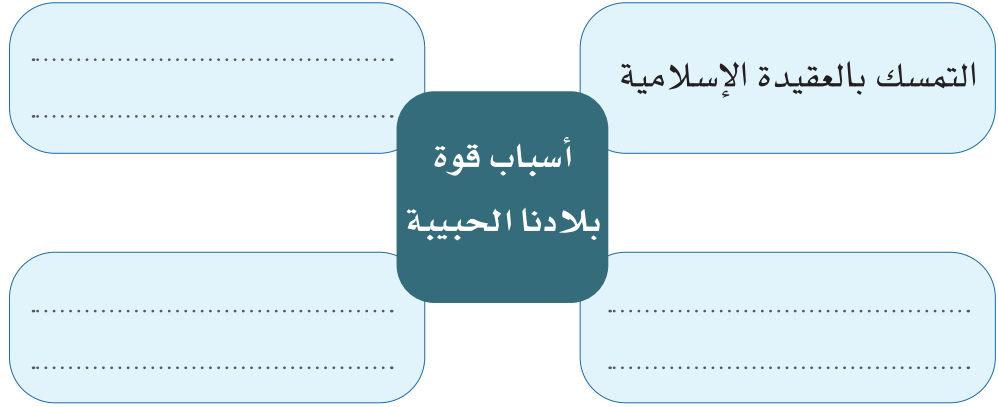 التمسك بالعقيدة الإسلامية
أسباب قوة
بلادنا الحبيبة